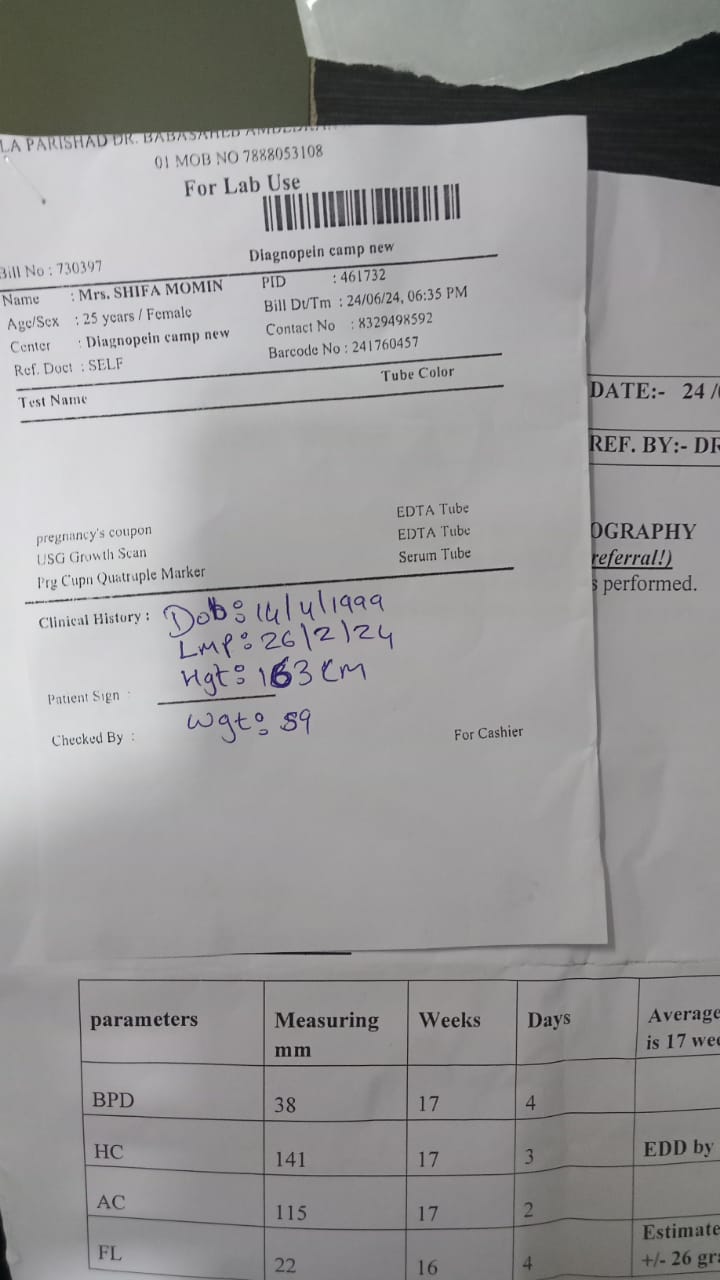 LA PARISHAD DR. BABASAHEB
01 MOB NO 7888053108
For Lab Use
Diagnopein camp new
Bill No : 730397
Name : Mrs. SHIFA MOMIN
Age/Sex : 25 years / Female
Center : Diagnopein camp new
Ref. Doct : SELF
PID : 461732
Bill Dt/Tm : 24/06/24, 06:35 PM
Contact No : 8329498592
Barcode No : 241760457
Test Name Tube Color
pregnancy's coupon EDTA Tube
USG Growth Scan EDTA Tube
Prg Cupn Quatruple Marker Serum Tube
Clinical History : Dob: 14/4/1999
Lmp: 26/2/24
Hgt: 163 cm
Patient Sign :
Wgt: 59
Checked By : For Cashier
DATE:- 24 /
REF. BY:- DR
OGRAPHY
referral!)
s performed.
parameters Measuring mm Weeks Days Average
is 17 wee
BPD 38 17 4
HC 141 17 3 EDD by
AC 115 17 2
FL 22 16 4 Estimate
+/- 26 gr